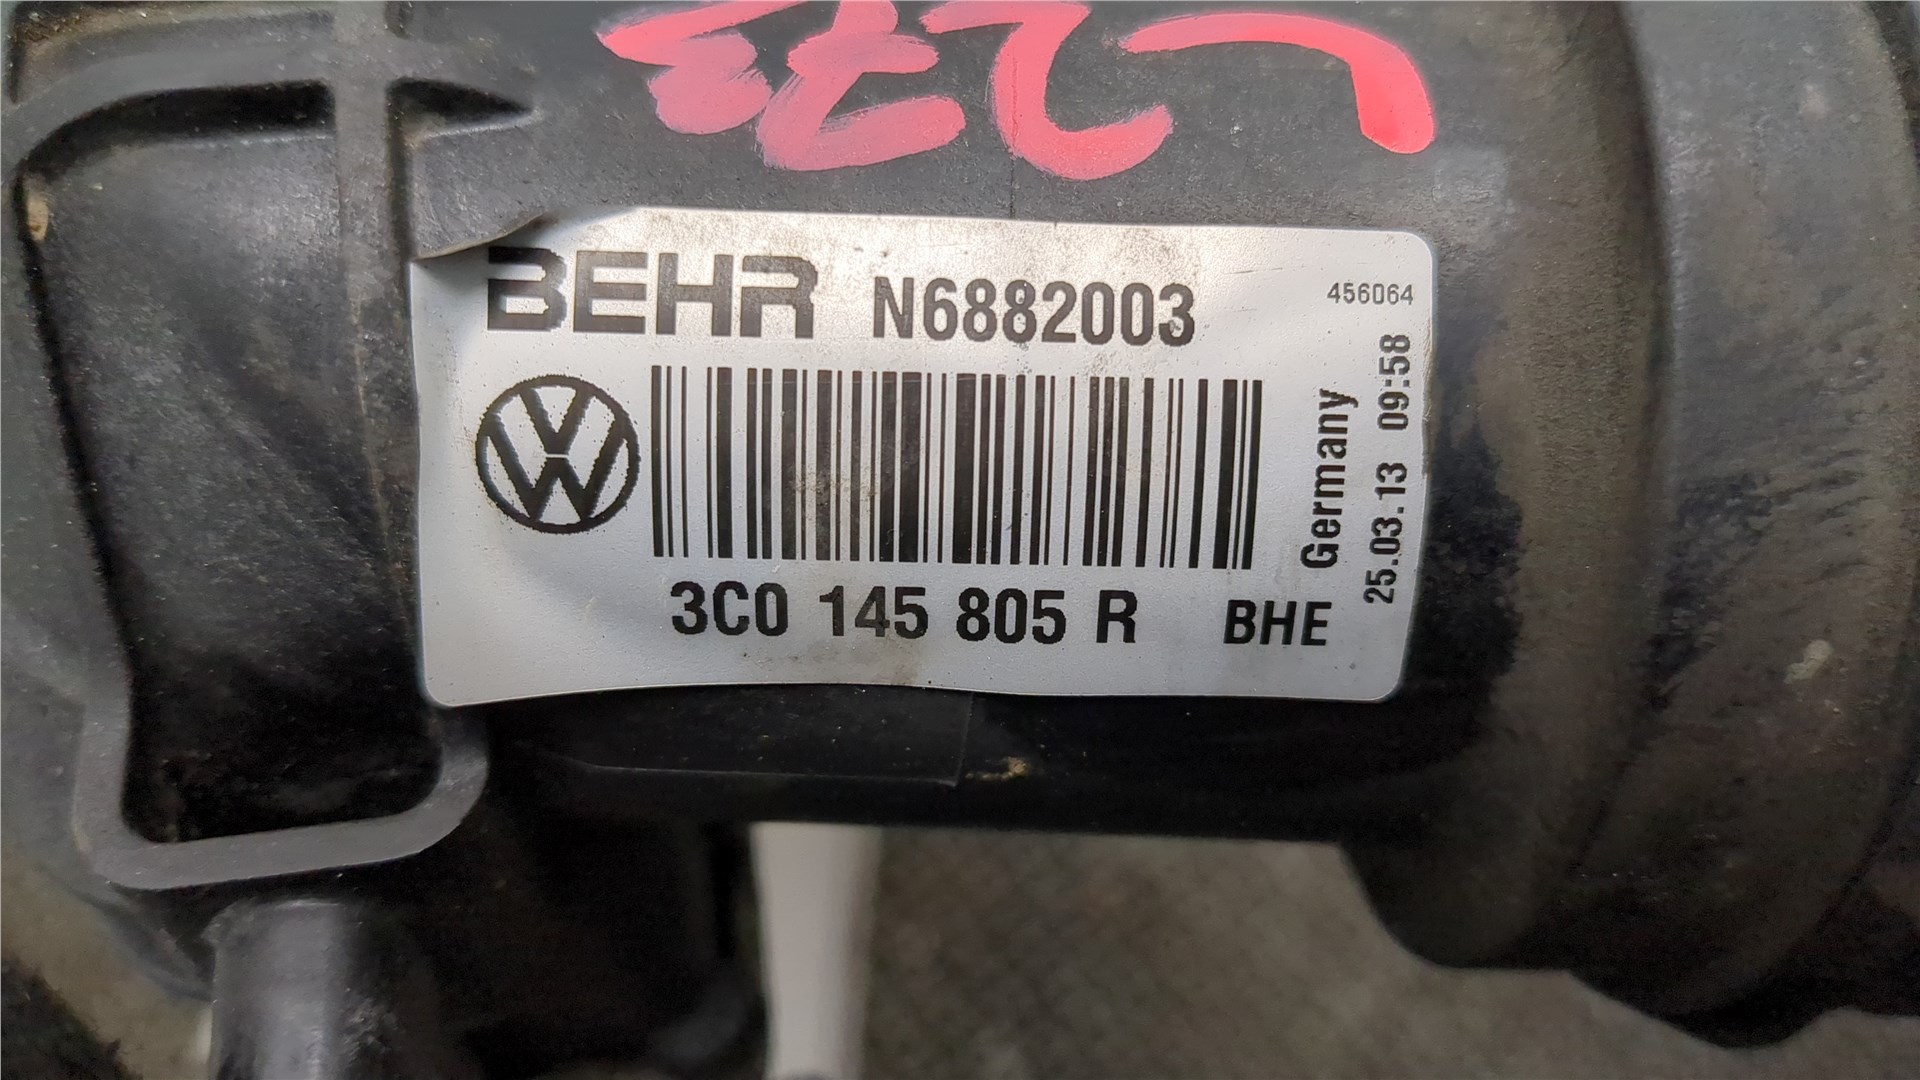 BEHR N6882003
456064
3C0 145 805 R BHE
Germany
25.03.13 09:58